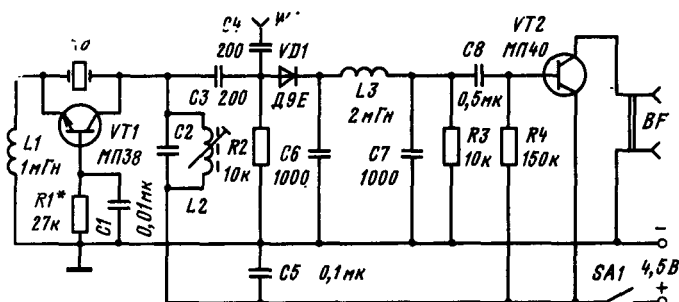 C4
W
VT2
200
VD1
C8
МП40
C3
200
Д9Е
L3
0,5мк
VT1
C2
2мГн
BF
L1
R2
R3
R4
1мГн
МП38
10к
C6
C7
10к
150к
R1*
C1
0,01мк
1000
1000
27к
L2
−
C5
0,1мк
SA1
4,5В
+